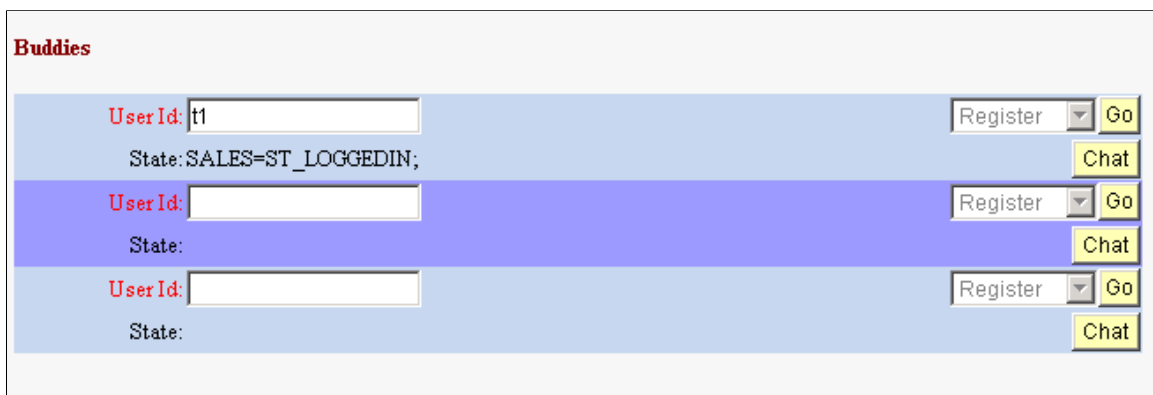 Buddies
User Id: t1 Register Go
State: SALES=ST_LOGGEDIN; Chat
User Id: Register Go
State: Chat
User Id: Register Go
State: Chat